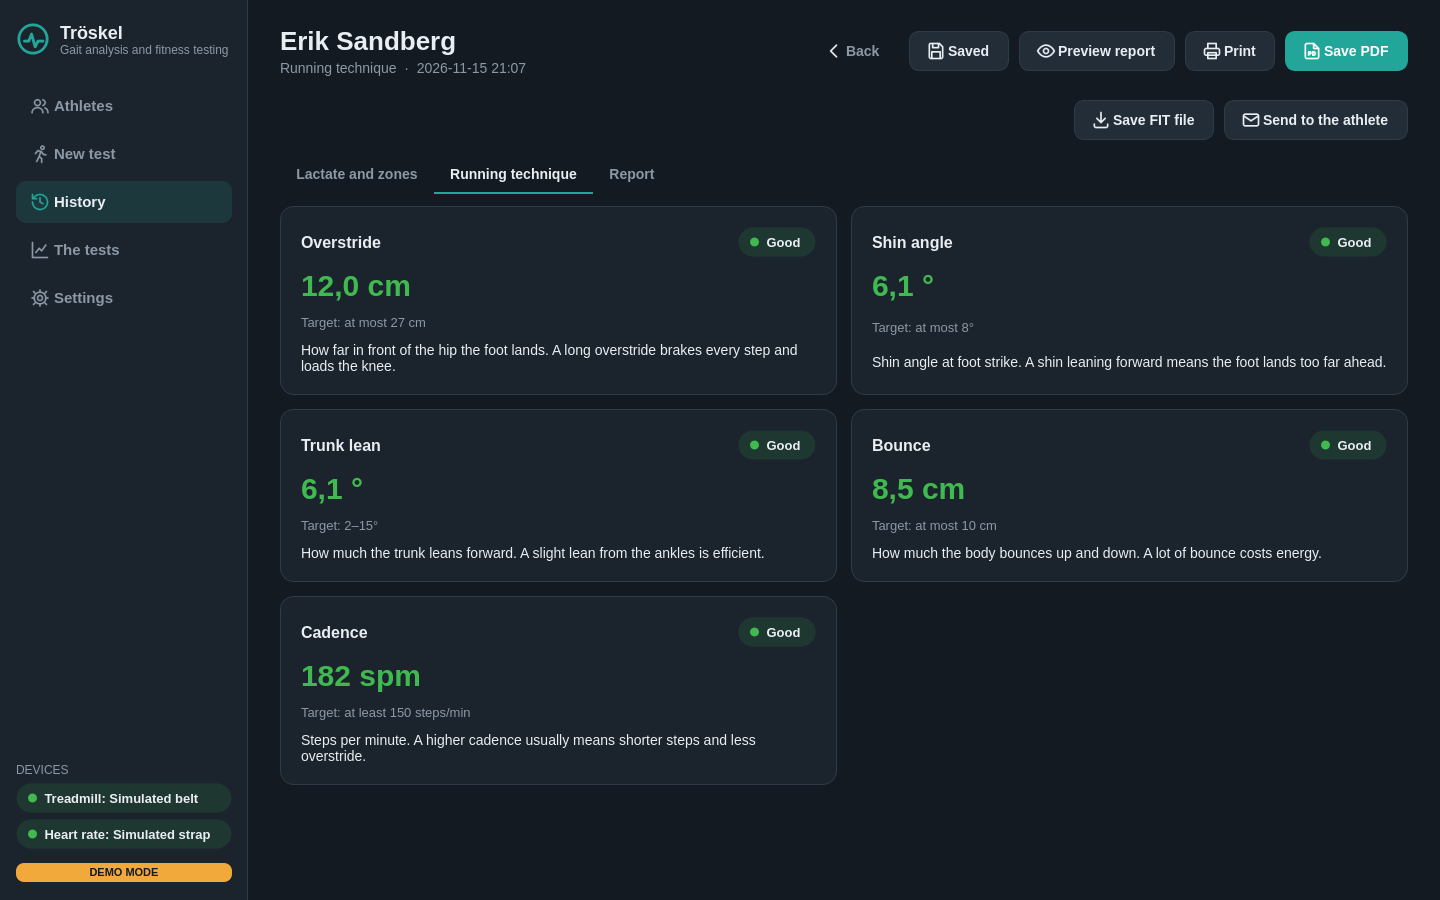 Tröskel
Gait analysis and fitness testing
Athletes
New test
History
The tests
Settings
DEVICES
Treadmill: Simulated belt
Heart rate: Simulated strap
DEMO MODE
Erik Sandberg
Running technique · 2026-11-15 21:07
Back
Saved
Preview report
Print
Save PDF
Save FIT file
Send to the athlete
Lactate and zones
Running technique
Report
Overstride
Good
12,0 cm
Target: at most 27 cm
How far in front of the hip the foot lands. A long overstride brakes every step and
loads the knee.
Shin angle
Good
6,1 °
Target: at most 8°
Shin angle at foot strike. A shin leaning forward means the foot lands too far ahead.
Trunk lean
Good
6,1 °
Target: 2–15°
How much the trunk leans forward. A slight lean from the ankles is efficient.
Bounce
Good
8,5 cm
Target: at most 10 cm
How much the body bounces up and down. A lot of bounce costs energy.
Cadence
Good
182 spm
Target: at least 150 steps/min
Steps per minute. A higher cadence usually means shorter steps and less
overstride.